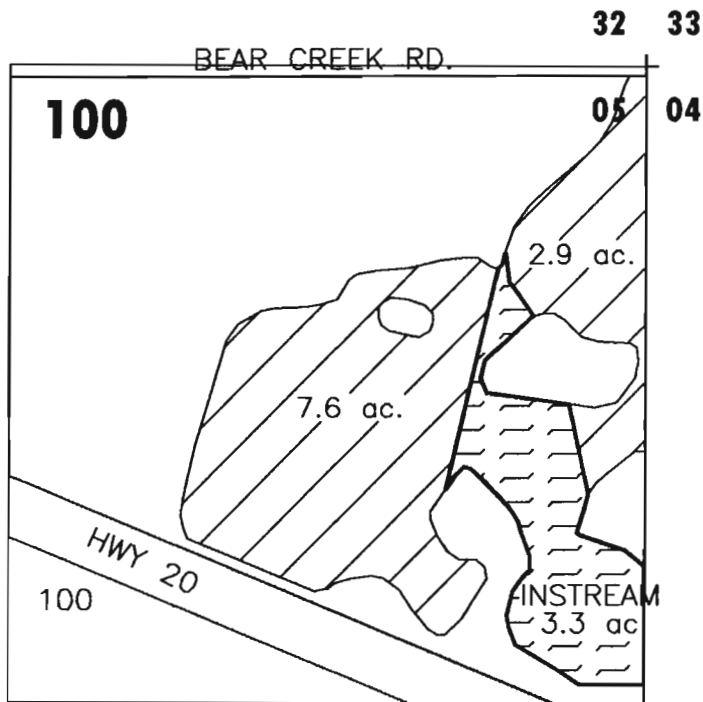 32 33
BEAR CREEK RD.
100
05 04
2.9 ac.
7.6 ac.
HWY 20
100
INSTREAM
3.3 ac